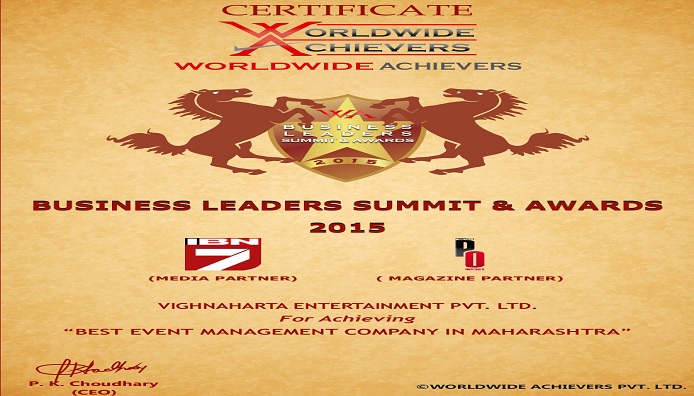 CERTIFICATE
WORLDWIDE
ACHIEVERS
WORLDWIDE ACHIEVERS
WA
BUSINESS
LEADERS
SUMMIT & AWARDS
2015
BUSINESS LEADERS SUMMIT & AWARDS
2015
IBN
7
PO
(MEDIA PARTNER)
( MAGAZINE PARTNER)
VIGHNAHARTA ENTERTAINMENT PVT. LTD.
For Achieving
“BEST EVENT MANAGEMENT COMPANY IN MAHARASHTRA”
P. K. Choudhary
(CEO)
©WORLDWIDE ACHIEVERS PVT. LTD.